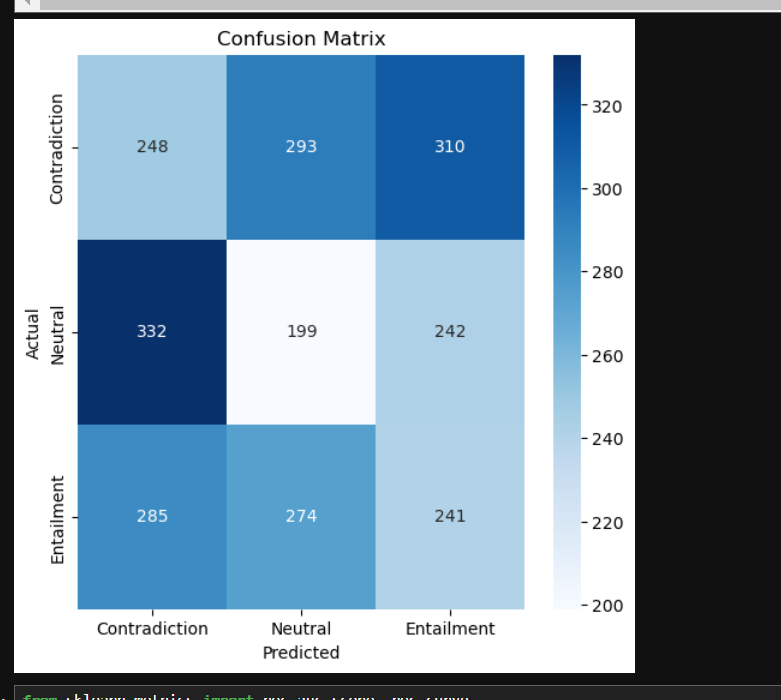 Confusion Matrix
Contradiction
248
293
310
320
300
280
Actual
Neutral
332
199
242
260
240
Entailment
285
274
241
220
200
Contradiction
Neutral
Entailment
Predicted
import